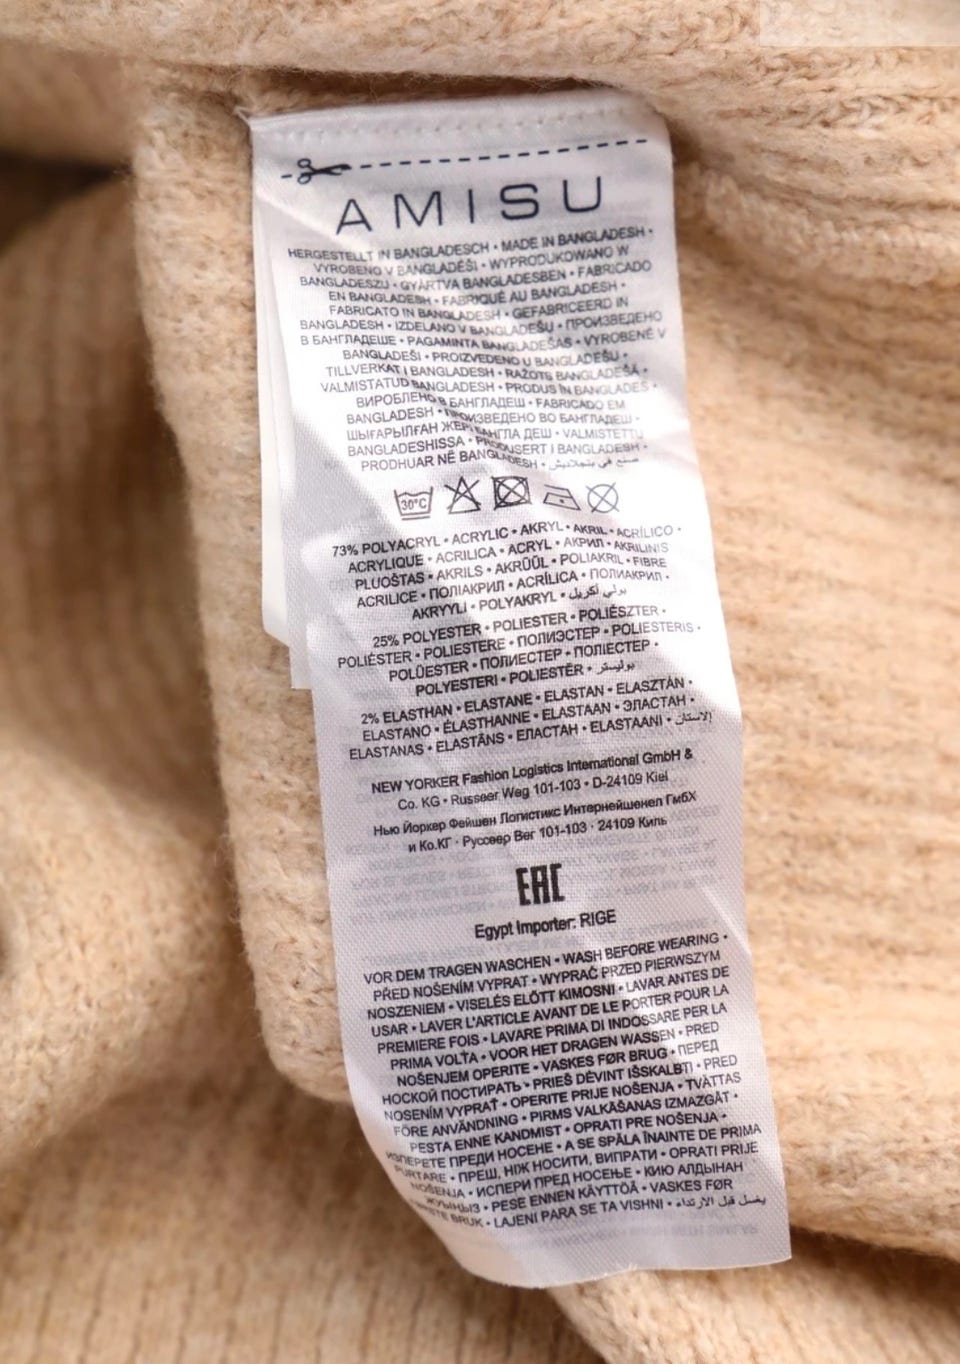 AMISU
HERGESTELLT IN BANGLADESCH • MADE IN BANGLADESH •
VYROBENO V BANGLADÉŠI • WYPRODUKOWANO W
BANGLADESZU • GYÁRTVA BANGLADESBEN • FABRICADO
EN BANGLADESH • FABRIQUÉ AU BANGLADESH •
FABRICATO IN BANGLADESH • GEFABRICEERD IN
BANGLADESH • IZDELANO V BANGLADEŠU • ПРОИЗВЕДЕНО
В БАНГЛАДЕШЕ • PAGAMINTA BANGLADEŠAS • VYROBENÉ V
BANGLADÉŠI • PROIZVEDENO U BANGLADEŠU •
TILLVERKAT I BANGLADESH • RAŽOTS BANGLADEŠĀ •
VALMISTATUD BANGLADESH • PRODUS ÎN BANGLADEȘ •
ВИРОБЛЕНО В БАНГЛАДЕШ • FABRICADO EM
BANGLADESH • ПРОИЗВЕДЕНО ВО БАНГЛАДЕШ •
ШЫҒАРЫЛҒАН ЖЕРІ БАНГЛА ДЕШ • VALMISTETTU
BANGLADESHISSA • PRODUSERT I BANGLADESH •
PRODHUAR NË BANGLADESH • صنع في بنجلاديش
30°C
73% POLYACRYL • ACRYLIC • AKRYL • AKRIL • ACRÍLICO •
ACRYLIQUE • ACRILICA • ACRYL • АКРИЛ • AKRILINIS
PLUOŠTAS • AKRILS • AKRÜÜL • POLIAKRIL • FIBRE
ACRILICE • ПОЛІАКРИЛ • ACRÍLICA • ПОЛИАКРИЛ •
AKRYYLI • POLYAKRYL • بولي أكريل
25% POLYESTER • POLIESTER • POLIÉSZTER •
POLIÉSTER • POLIESTERE • ПОЛИЭСТЕР • POLIESTERIS •
POLÜESTER • ПОЛИЕСТЕР • ПОЛІЕСТЕР •
POLYESTERI • POLIESTĒR • بوليستر
2% ELASTHAN • ELASTANE • ELASTAN • ELASZTÁN •
ELASTANO • ÉLASTHANNE • ELASTAAN • ЭЛАСТАН •
ELASTANAS • ELASTĀNS • ЕЛАСТАН • ELASTAANI • الاستان
NEW YORKER Fashion Logistics International GmbH &
Co. KG • Russeer Weg 101-103 • D-24109 Kiel
Нью Йоркер Фейшен Логистикс Интернейшенел ГмбХ
и Ко.КГ • Руссеер Вег 101-103 • 24109 Киль
EAC
Egypt Importer: RIGE
VOR DEM TRAGEN WASCHEN • WASH BEFORE WEARING •
PŘED NOŠENÍM VYPRAT • WYPRAĆ PRZED PIERWSZYM
NOSZENIEM • VISELÉS ELŐTT KIMOSNI • LAVAR ANTES DE
USAR • LAVER L'ARTICLE AVANT DE LE PORTER POUR LA
PREMIERE FOIS • LAVARE PRIMA DI INDOSSARE PER LA
PRIMA VOLTA • VOOR HET DRAGEN WASSEN • PRED
NOŠENJEM OPERITE • VASKES FØR BRUG • ПЕРЕД
НОСКОЙ ПОСТИРАТЬ • PRIEŠ DĖVINT IŠSKALBTI • PRED
NOSENÍM VYPRAŤ • OPERITE PRIJE NOŠENJA • TVÄTTAS
FÖRE ANVÄNDNING • PIRMS VALKĀŠANAS IZMAZGĀT •
PESTA ENNE KANDMIST • OPRATI PRE NOŠENJA •
ИЗПЕРЕТЕ ПРЕДИ НОСЕНЕ • A SE SPĂLA ÎNAINTE DE PRIMA
PURTARE • ПРЕШ, НІЖ НОСИТИ, ВИПРАТИ • OPRATI PRIJE
NOŠENJA • ИСПЕРИ ПРЕД НОСЕЊЕ • КИЮ АЛДЫНАН
ЖУЫҢЫЗ • PESE ENNEN KÄYTTÖÄ • VASKES FØR
BRUK • LAJENI PARA SE TA VISHNI • يغسل قبل الارتداء